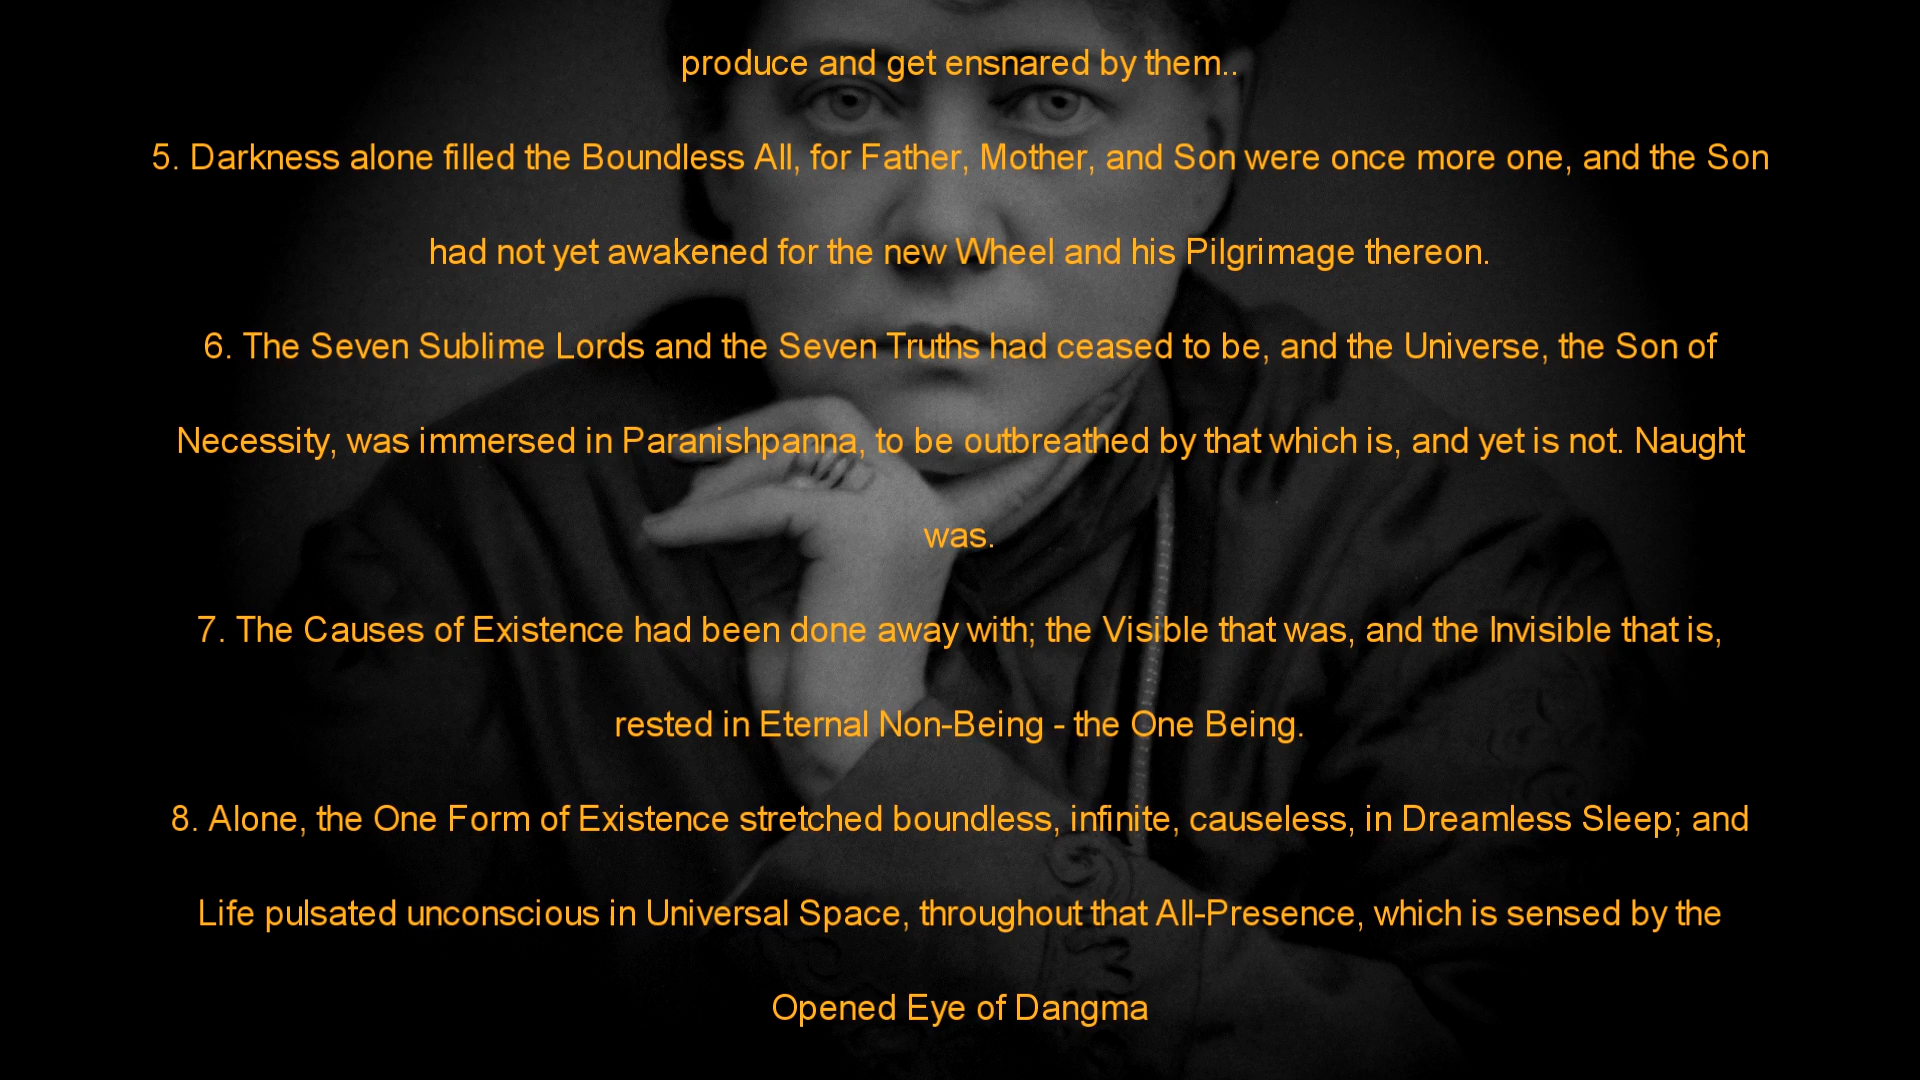 produce and get ensnared by them..
5. Darkness alone filled the Boundless All, for Father, Mother, and Son were once more one, and the Son
had not yet awakened for the new Wheel and his Pilgrimage thereon.
6. The Seven Sublime Lords and the Seven Truths had ceased to be, and the Universe, the Son of
Necessity, was immersed in Paranishpanna, to be outbreathed by that which is, and yet is not. Naught
was.
7. The Causes of Existence had been done away with; the Visible that was, and the Invisible that is,
rested in Eternal Non-Being - the One Being.
8. Alone, the One Form of Existence stretched boundless, infinite, causeless, in Dreamless Sleep; and
Life pulsated unconscious in Universal Space, throughout that All-Presence, which is sensed by the
Opened Eye of Dangma